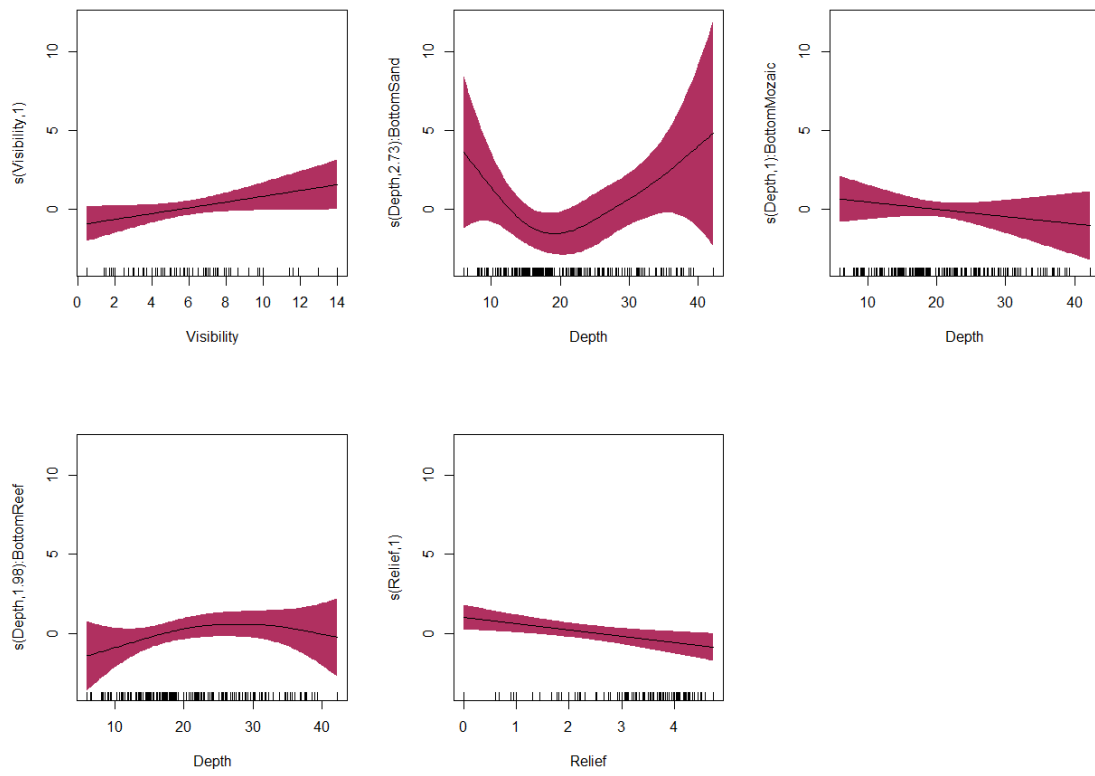 s(Visibility,1)
0 5 10
0 2 4 6 8 10 12 14
Visibility
s(Depth,2.73):BottomSand
0 5 10
10 20 30 40
Depth
s(Depth,1):BottomMozaic
0 5 10
10 20 30 40
Depth
s(Depth,1.98):BottomReef
0 5 10
10 20 30 40
Depth
s(Relief,1)
0 5 10
0 1 2 3 4
Relief